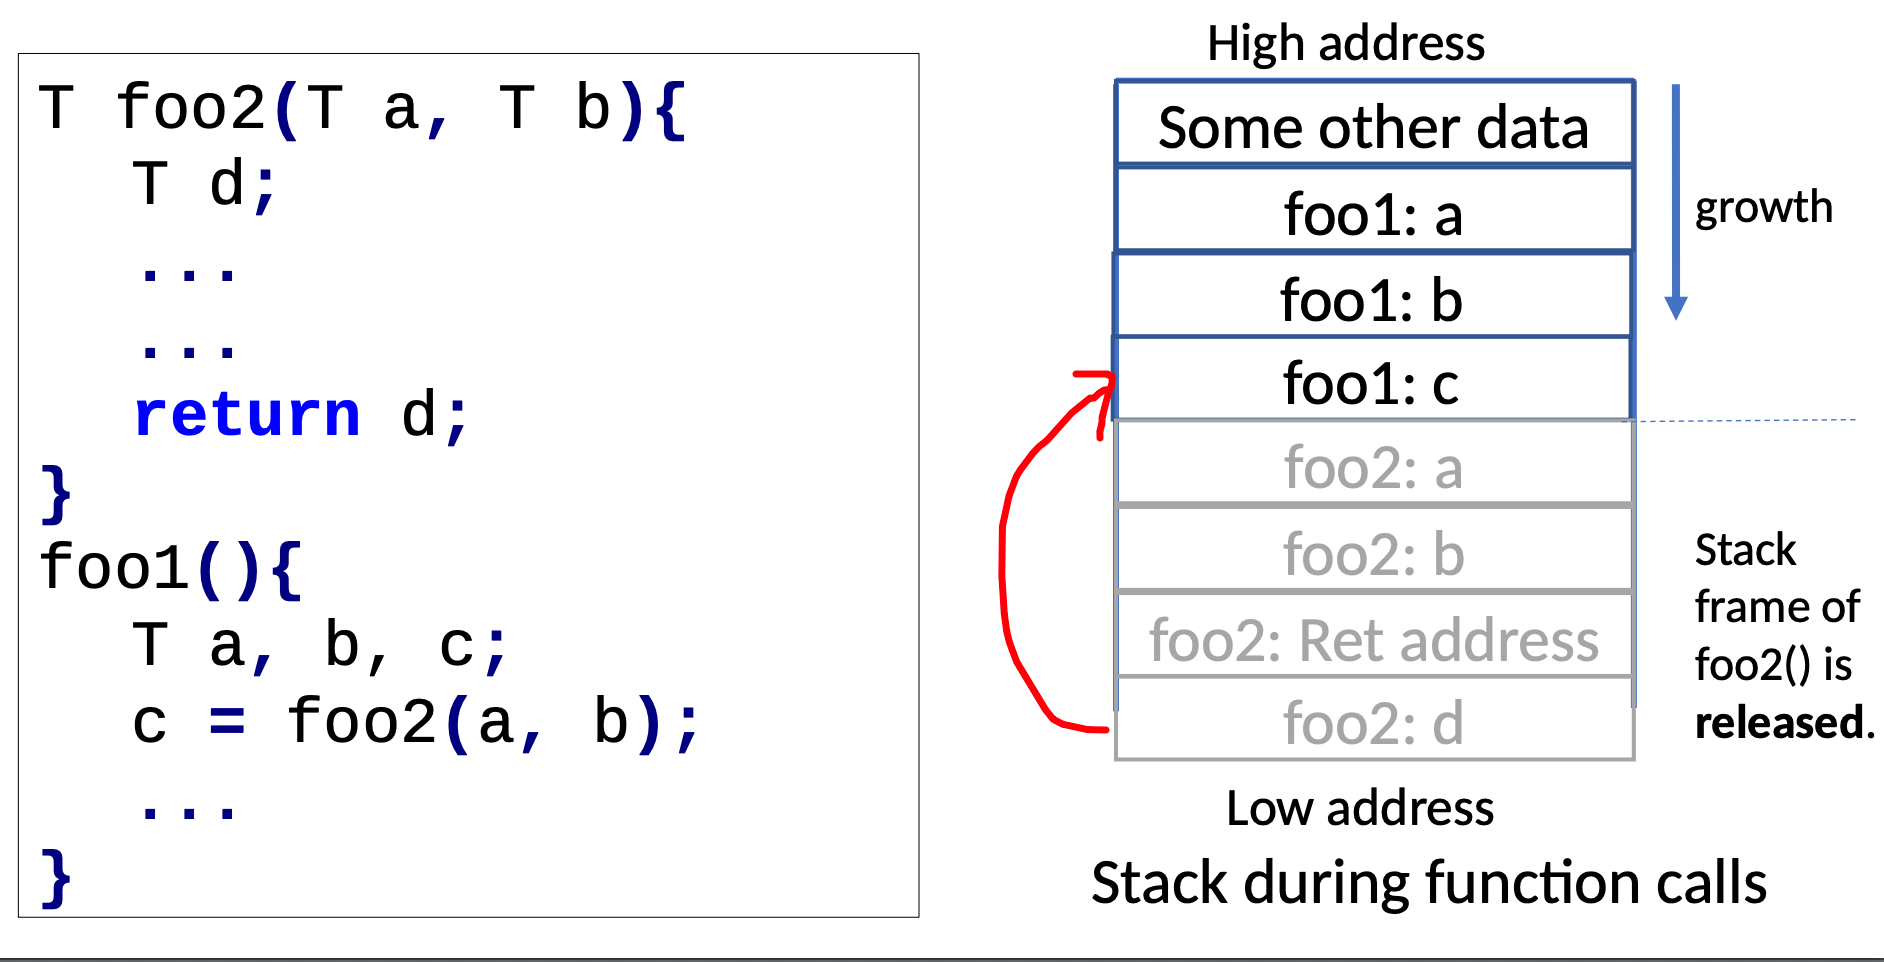 T foo2(T a, T b){
T d;
...
...
return d;
}
foo1(){
T a, b, c;
c = foo2(a, b);
...
}
High address
Some other data
foo1: a
foo1: b
foo1: c
foo2: a
foo2: b
foo2: Ret address
foo2: d
Low address
Stack during function calls
growth
Stack
frame of
foo2() is
released.